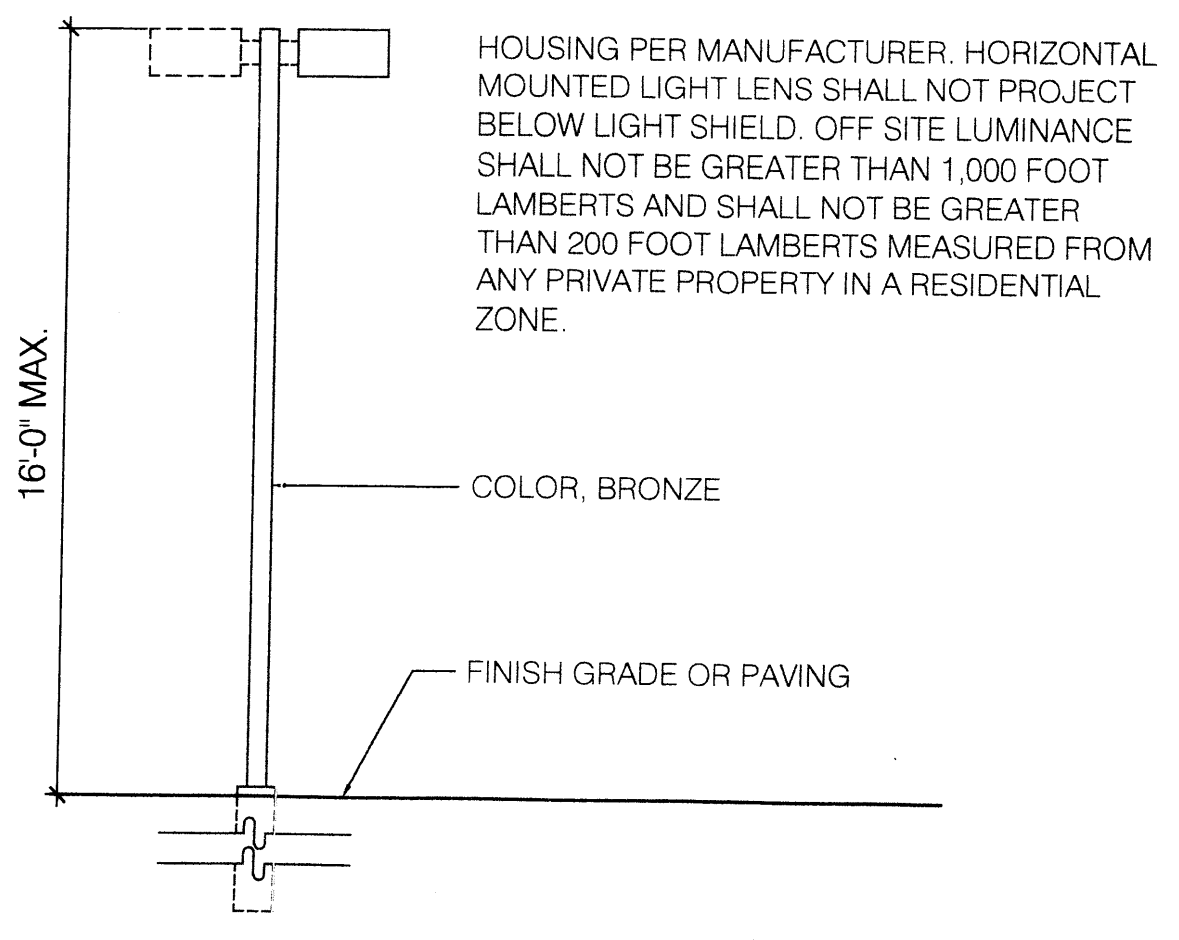 HOUSING PER MANUFACTURER. HORIZONTAL
MOUNTED LIGHT LENS SHALL NOT PROJECT
BELOW LIGHT SHIELD. OFF SITE LUMINANCE
SHALL NOT BE GREATER THAN 1,000 FOOT
LAMBERTS AND SHALL NOT BE GREATER
THAN 200 FOOT LAMBERTS MEASURED FROM
ANY PRIVATE PROPERTY IN A RESIDENTIAL
ZONE.
16'-0" MAX.
COLOR, BRONZE
FINISH GRADE OR PAVING